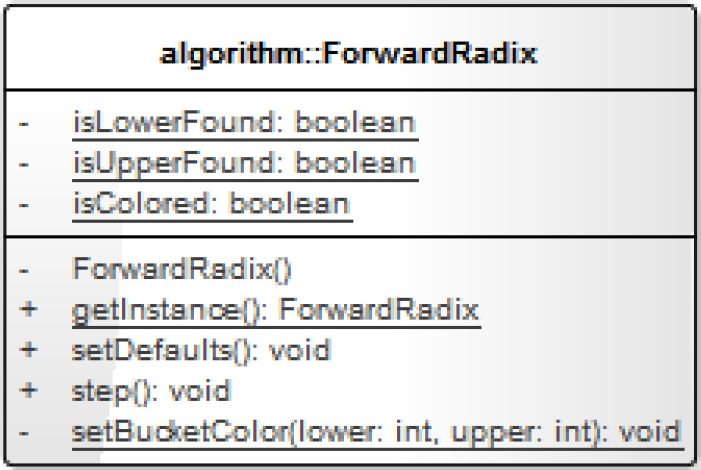 algorithm::ForwardRadix
- isLowerFound: boolean
- isUpperFound: boolean
- isColored: boolean
- ForwardRadix()
+ getInstance(): ForwardRadix
+ setDefaults(): void
+ step(): void
- setBucketColor(lower: int, upper: int): void